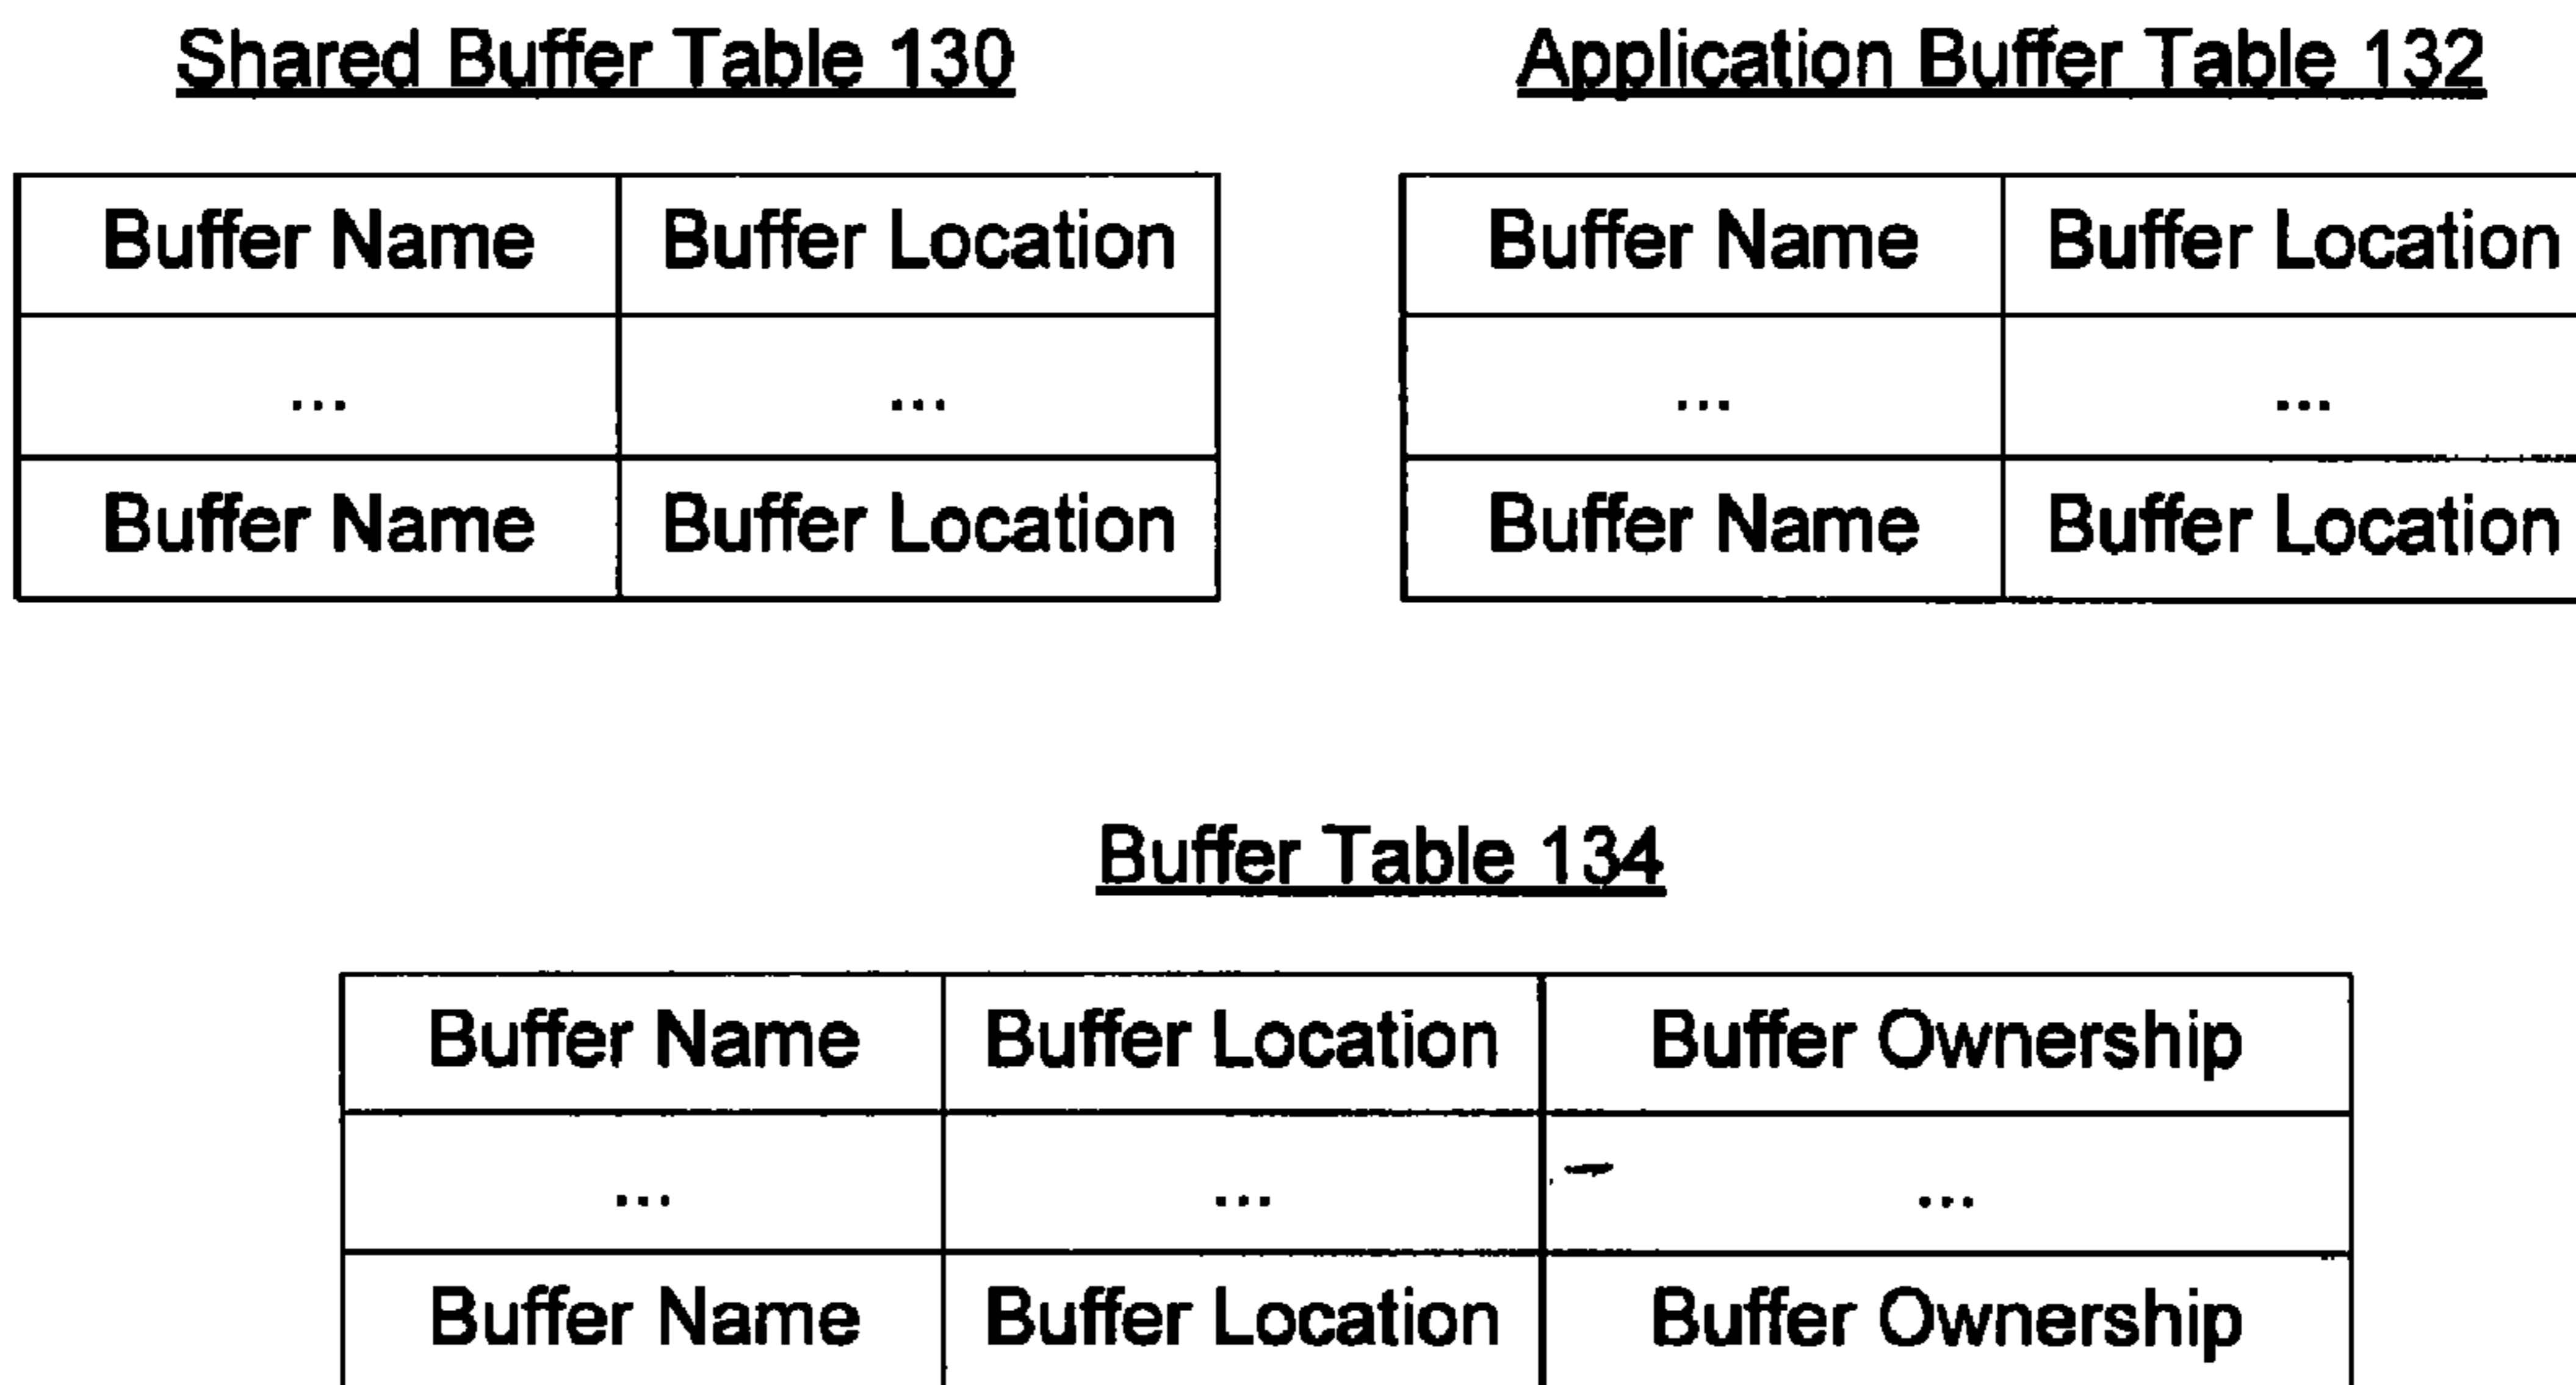 Shared Buffer Table 130
Buffer Name Buffer Location
... ...
Buffer Name Buffer Location
Application Buffer Table 132
Buffer Name Buffer Location
... ...
Buffer Name Buffer Location
Buffer Table 134
Buffer Name Buffer Location Buffer Ownership
... ... ...
Buffer Name Buffer Location Buffer Ownership